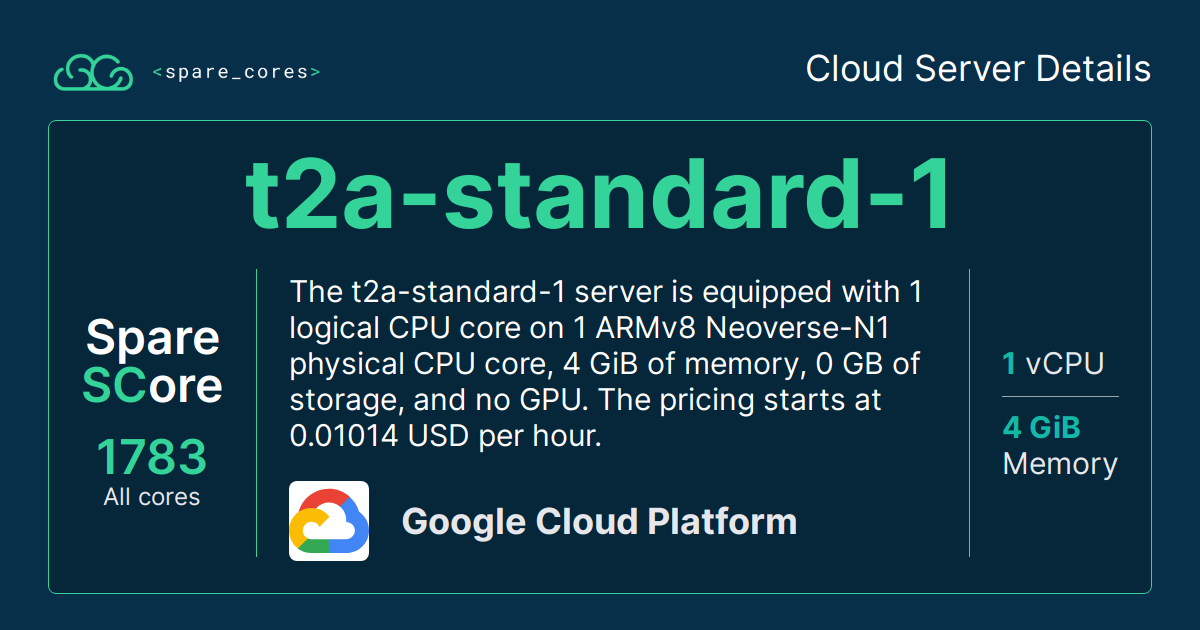 <spare_cores>
Cloud Server Details
t2a-standard-1
Spare
SCore
1783
All cores
The t2a-standard-1 server is equipped with 1
logical CPU core on 1 ARMv8 Neoverse-N1
physical CPU core, 4 GiB of memory, 0 GB of
storage, and no GPU. The pricing starts at
0.01014 USD per hour.
Google Cloud Platform
1 vCPU
4 GiB
Memory